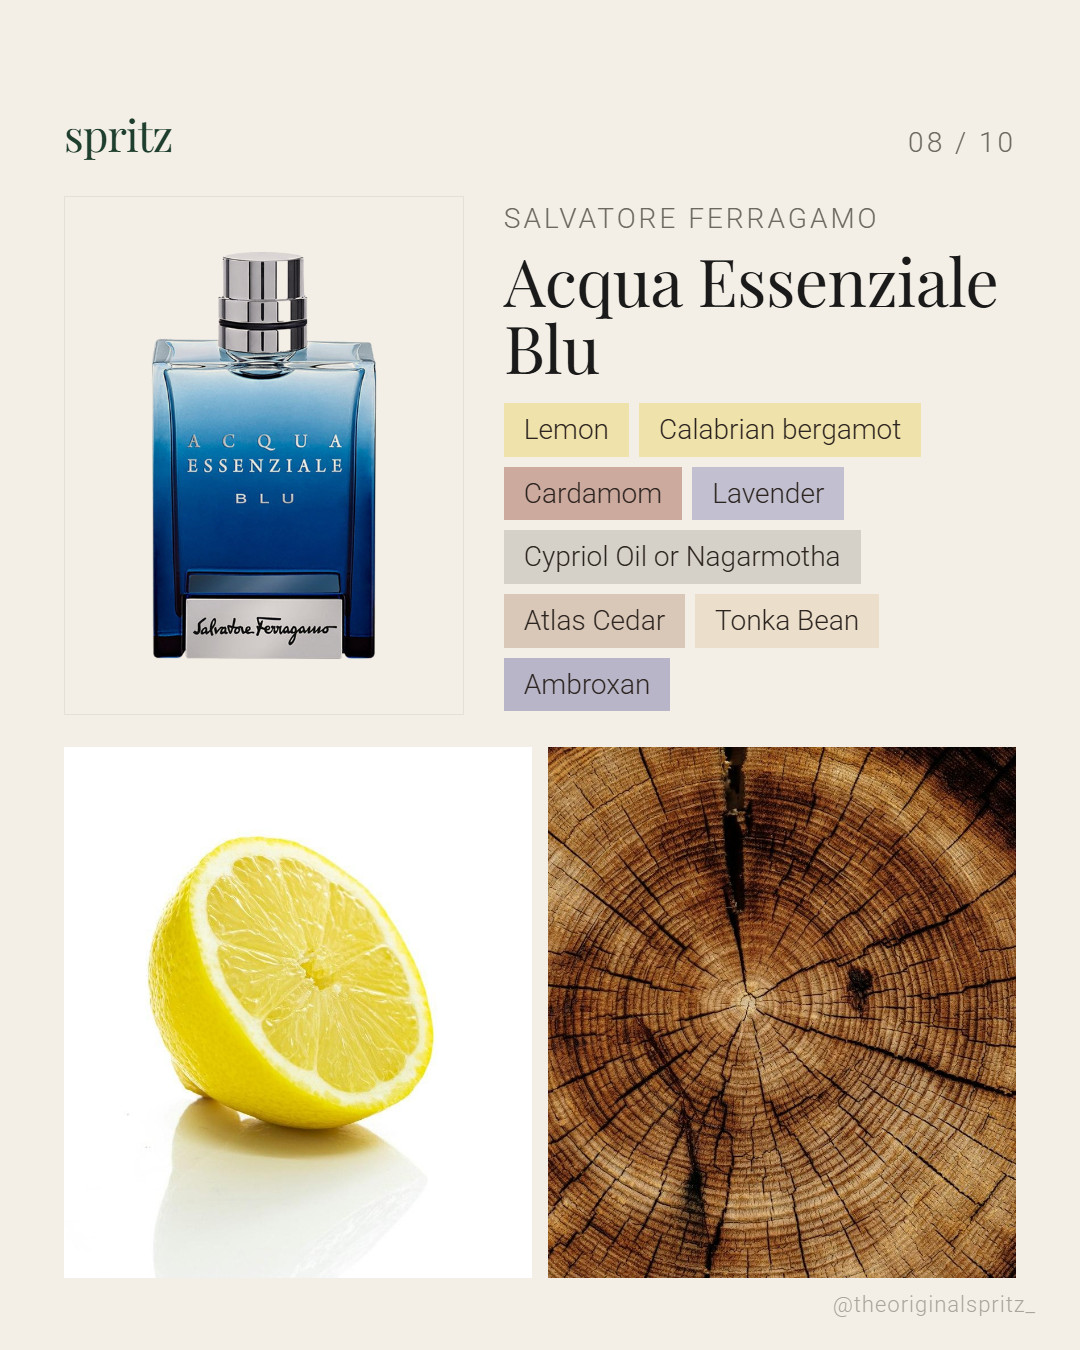 spritz
08 / 10
SALVATORE FERRAGAMO
Acqua Essenziale
Blu
Lemon
Calabrian bergamot
Cardamom
Lavender
Cypriol Oil or Nagarmotha
Atlas Cedar
Tonka Bean
Ambroxan
ACQUA
ESSENZIALE
BLU
Salvatore Ferragamo
@theoriginalspritz_